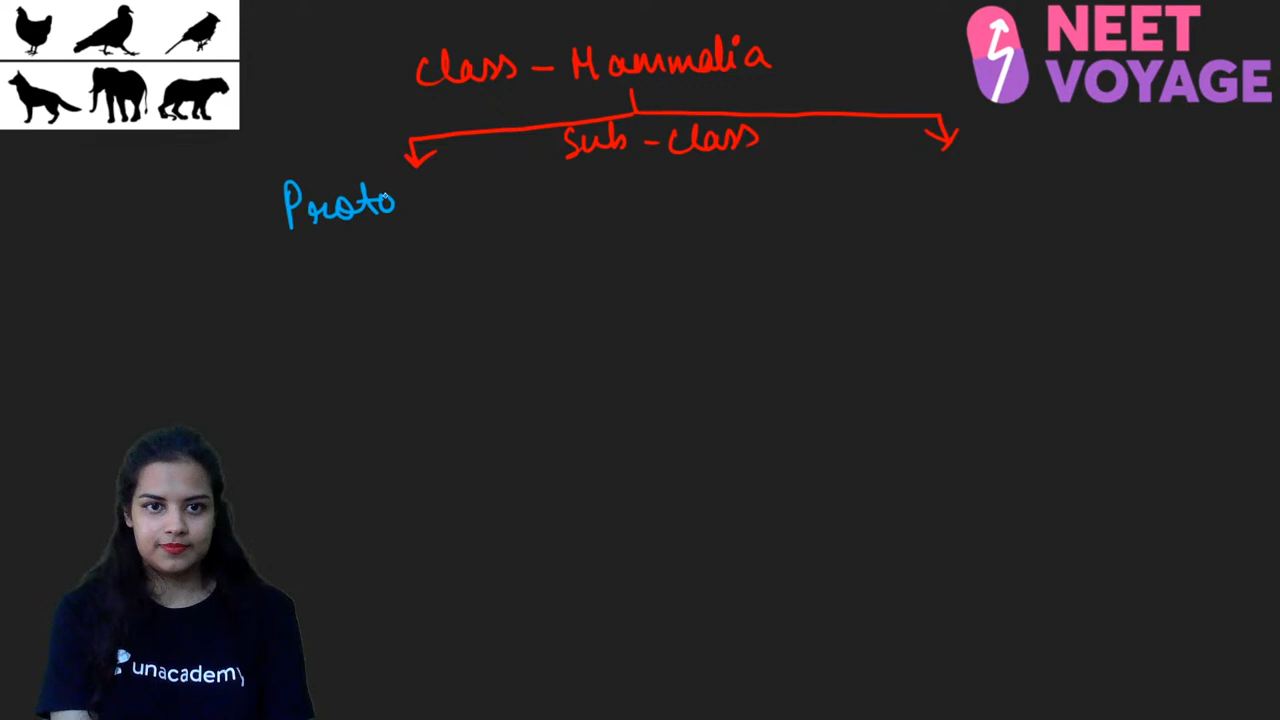 NEET
VOYAGE
Class - Mammalia
Sub - class
Proto
unacademy